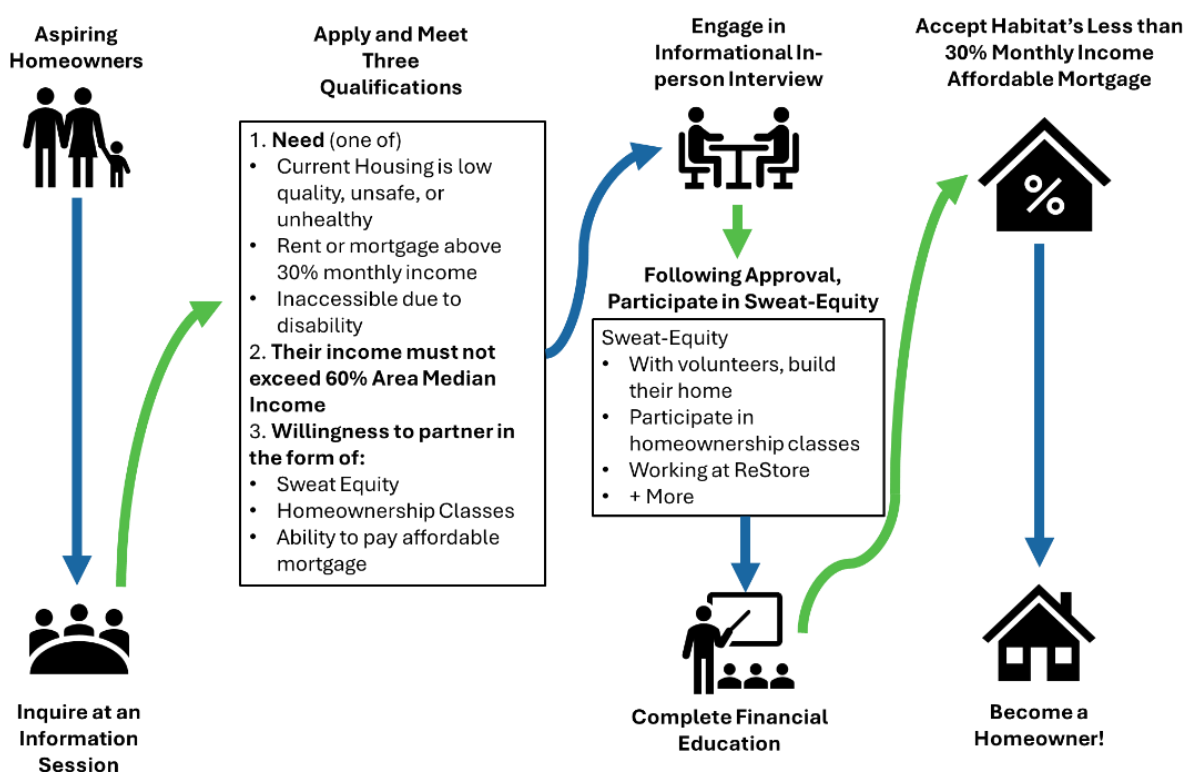 Aspiring
Homeowners
Inquire at an
Information
Session
Apply and Meet
Three
Qualifications
1. Need (one of)
• Current Housing is low
quality, unsafe, or
unhealthy
• Rent or mortgage above
30% monthly income
• Inaccessible due to
disability
2. Their income must not
exceed 60% Area Median
Income
3. Willingness to partner in
the form of:
• Sweat Equity
• Homeownership Classes
• Ability to pay affordable
mortgage
Engage in
Informational In-
person Interview
Following Approval,
Participate in Sweat-Equity
Sweat-Equity
• With volunteers, build
their home
• Participate in
homeownership classes
• Working at ReStore
• + More
Complete Financial
Education
Accept Habitat's Less than
30% Monthly Income
Affordable Mortgage
%
Become a
Homeowner!